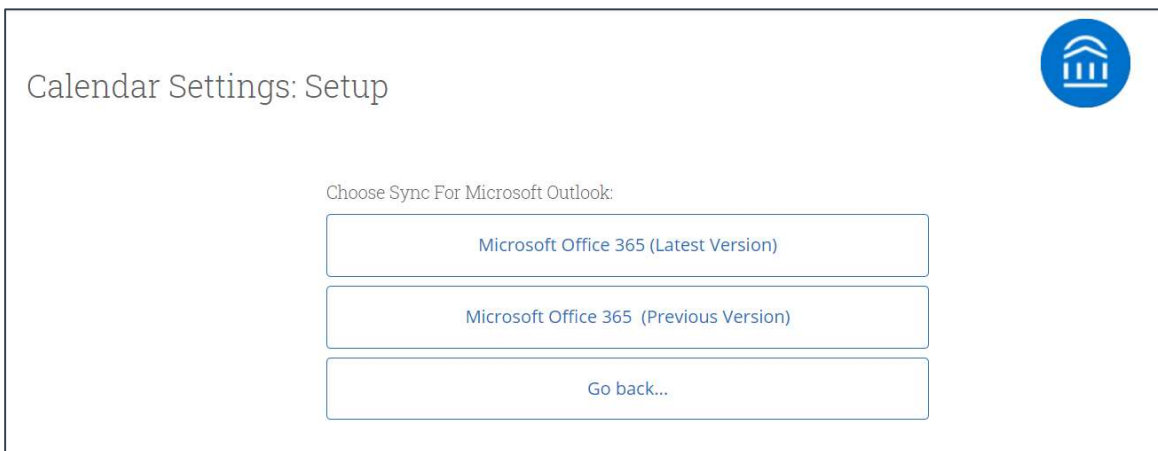 Calendar Settings: Setup
Choose Sync For Microsoft Outlook:
Microsoft Office 365 (Latest Version)
Microsoft Office 365  (Previous Version)
Go back...